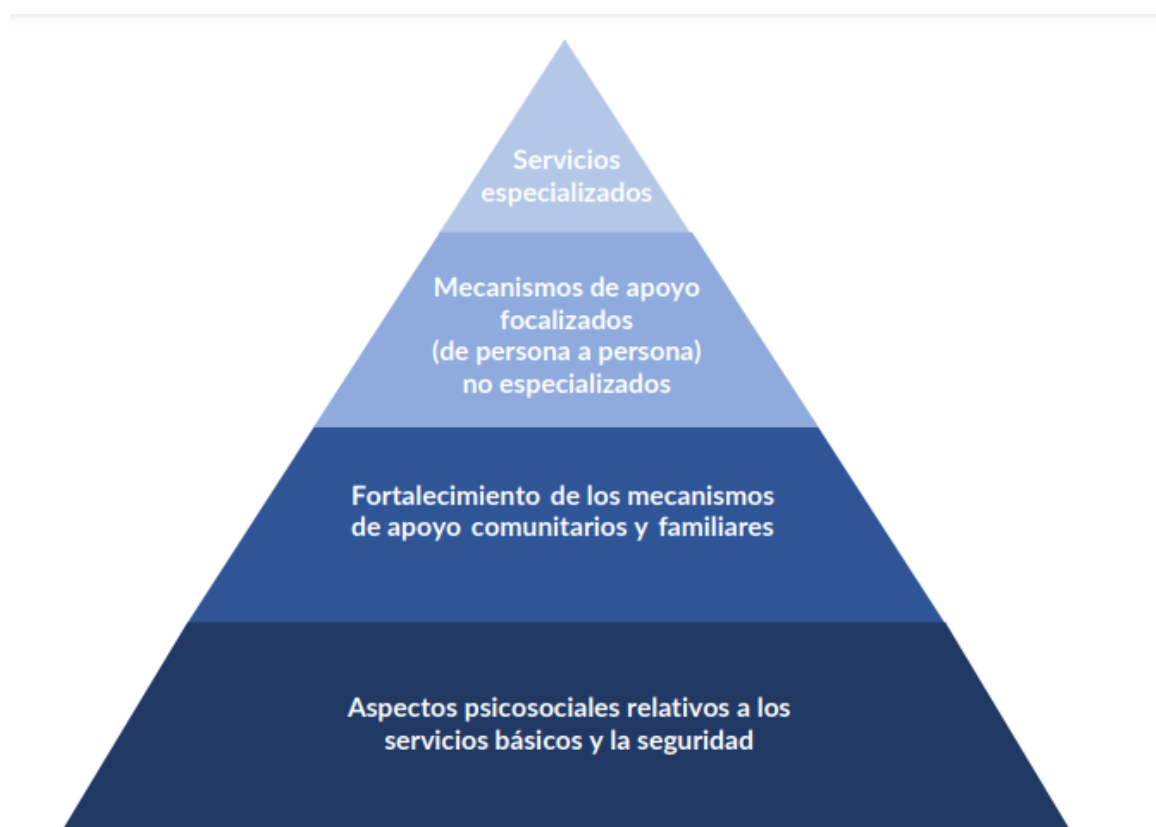 Servicios
especializados
Mecanismos de apoyo
focalizados
(de persona a persona)
no especializados
Fortalecimiento de los mecanismos
de apoyo comunitarios y familiares
Aspectos psicosociales relativos a los
servicios básicos y la seguridad